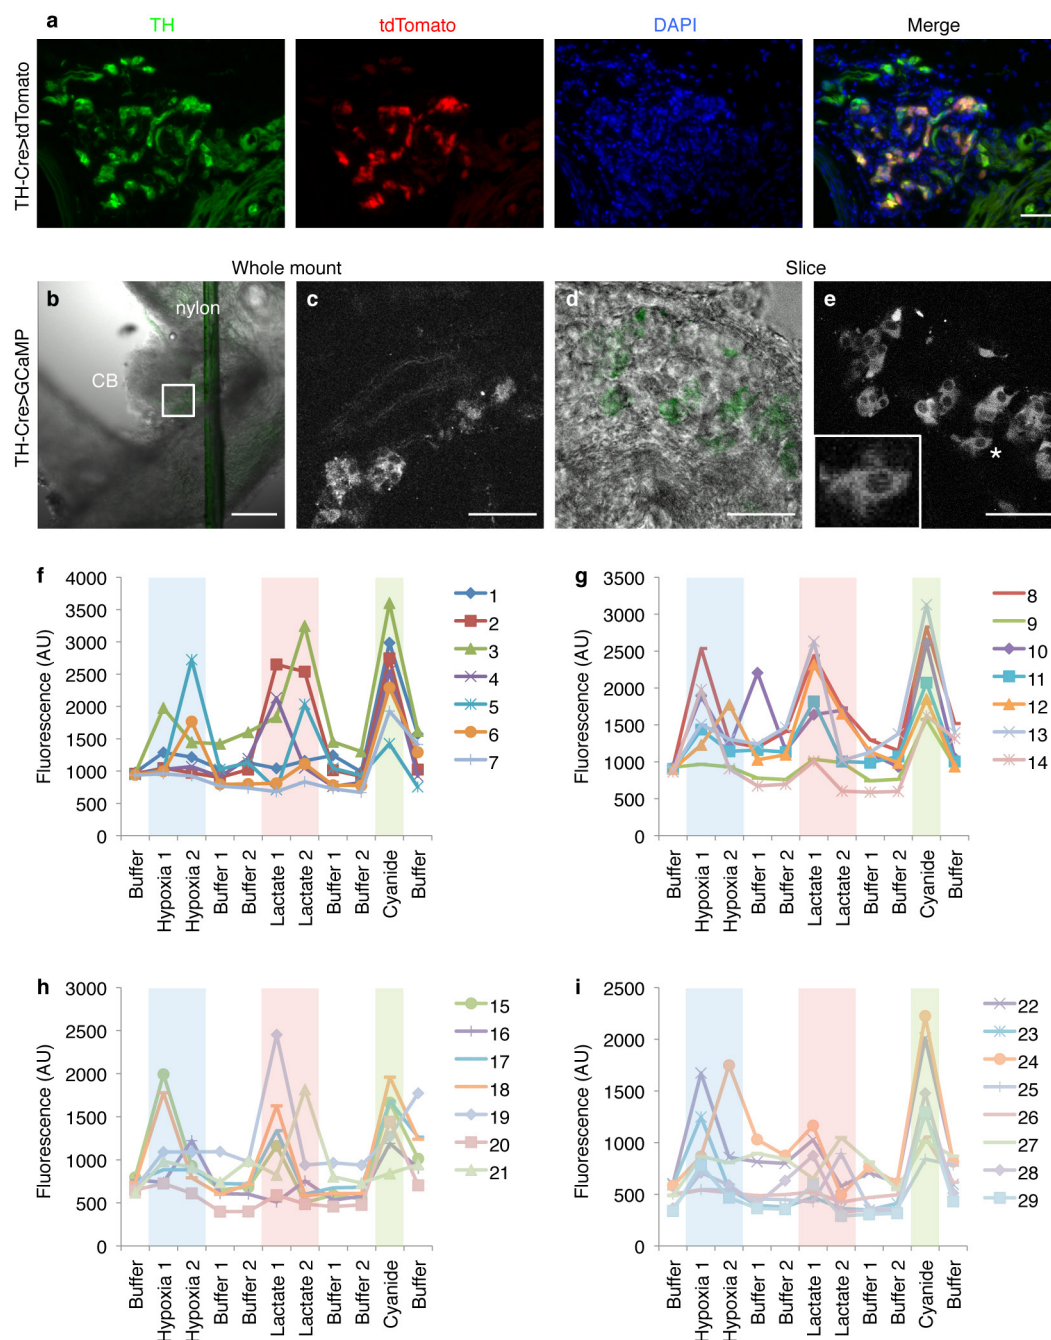 a TH tdTomato DAPI Merge
TH-Cre>tdTomato
Whole mount Slice
TH-Cre>GCaMP
b nylon CB c d e *
f
Fluorescence (AU)
4000
3500
3000
2500
2000
1500
1000
500
0
Buffer
Hypoxia 1
Hypoxia 2
Buffer 1
Buffer 2
Lactate 1
Lactate 2
Buffer 1
Buffer 2
Cyanide
Buffer
1
2
3
4
5
6
7
g
Fluorescence (AU)
3500
3000
2500
2000
1500
1000
500
0
Buffer
Hypoxia 1
Hypoxia 2
Buffer 1
Buffer 2
Lactate 1
Lactate 2
Buffer 1
Buffer 2
Cyanide
Buffer
8
9
10
11
12
13
14
h
Fluorescence (AU)
3000
2500
2000
1500
1000
500
0
Buffer
Hypoxia 1
Hypoxia 2
Buffer 1
Buffer 2
Lactate 1
Lactate 2
Buffer 1
Buffer 2
Cyanide
Buffer
15
16
17
18
19
20
21
i
Fluorescence (AU)
2500
2000
1500
1000
500
0
Buffer
Hypoxia 1
Hypoxia 2
Buffer 1
Buffer 2
Lactate 1
Lactate 2
Buffer 1
Buffer 2
Cyanide
Buffer
22
23
24
25
26
27
28
29